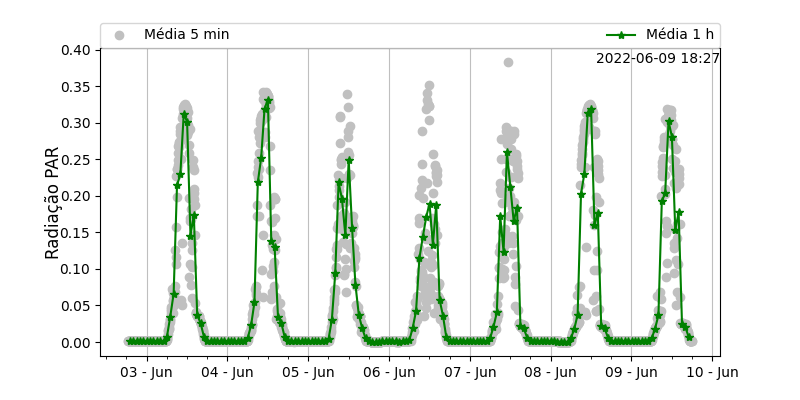 Média 5 min
Média 1 h
2022-06-09 18:27
0.40
0.35
0.30
0.25
0.20
0.15
0.10
0.05
0.00
Radiação PAR
03 - Jun
04 - Jun
05 - Jun
06 - Jun
07 - Jun
08 - Jun
09 - Jun
10 - Jun